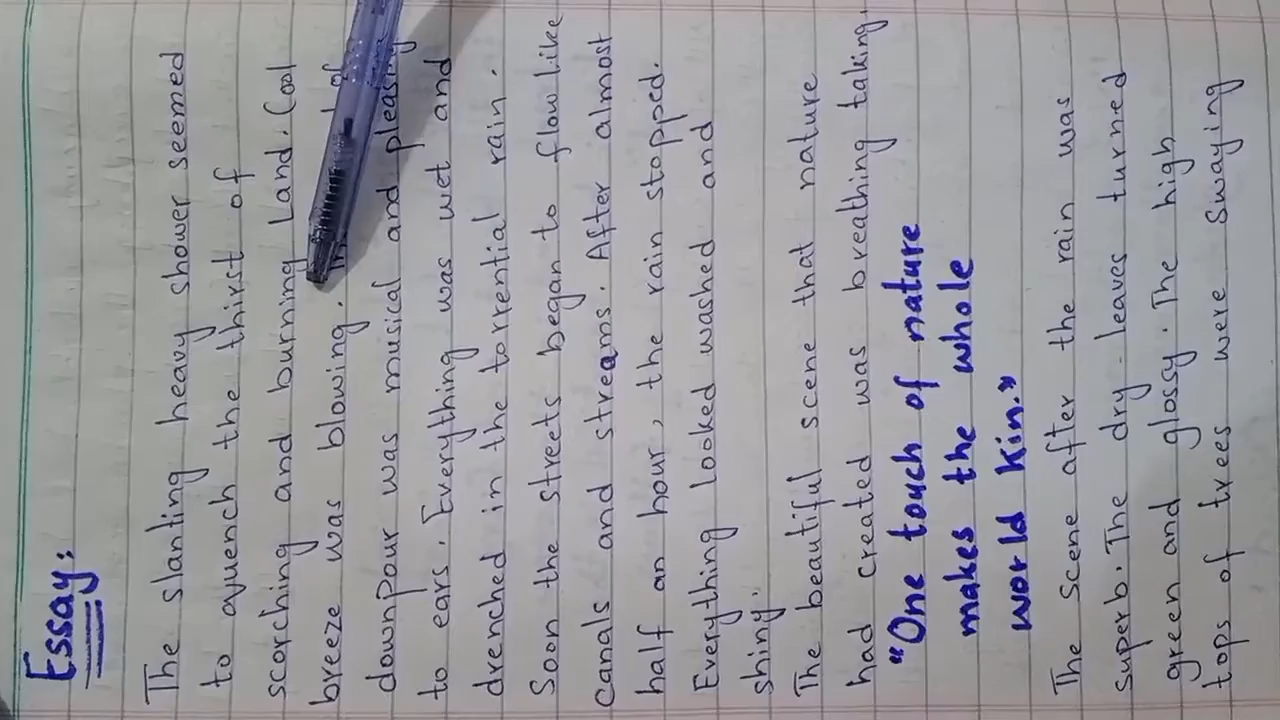 Essay:
The slanting heavy shower seemed
to quench the thirst of
scorching and burning Land. Cool
breeze was blowing. of
downpour was musical and pleasing
to ears. Everything was wet and
drenched in the torrential rain.
Soon the streets began to flow like
canals and streams. After almost
half an hour, the rain stopped.
Everything looked washed and
shiny.
The beautiful scene that nature
had created was breathing taking.
"One touch of nature
makes the whole
world kin."
The scene after the rain was
superb. The dry leaves turned
green and glossy. The high
tops of trees were swaying